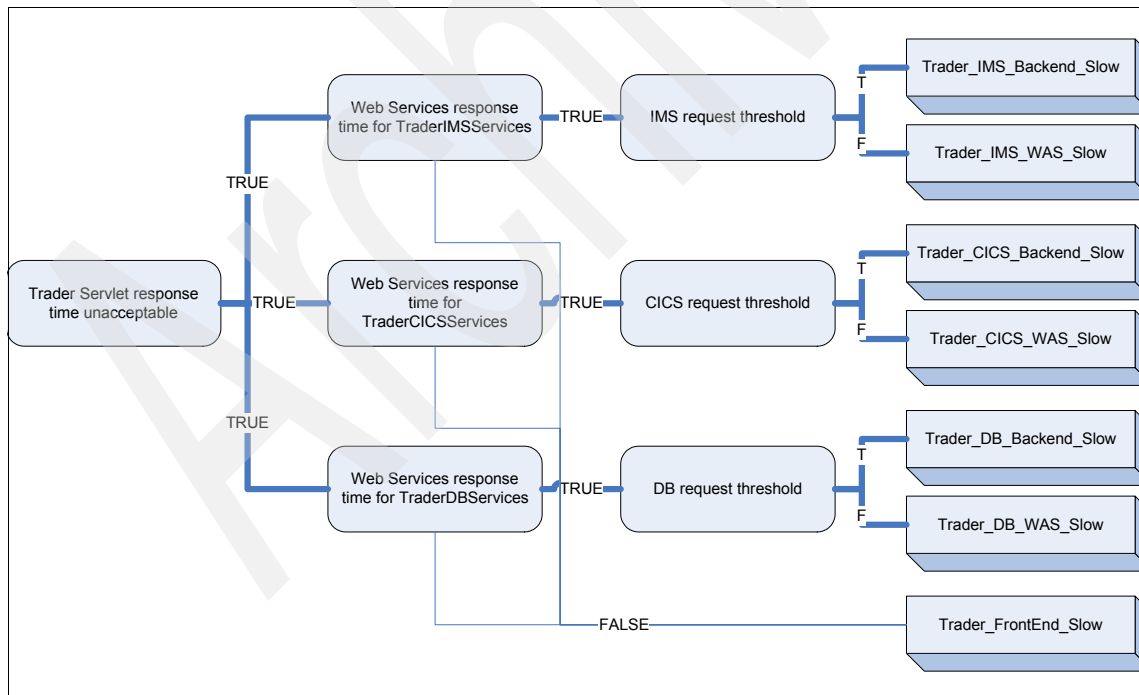 Trader_IMS_Backend_Slow
Web Services response
time for TraderIMSServices
TRUE
IMS request threshold
T
F
Trader_IMS_WAS_Slow
TRUE
Trader_CICS_Backend_Slow
Trader Servlet response
time unacceptable
TRUE
Web Services response
time for
TraderCICSServices
TRUE
CICS request threshold
T
F
Trader_CICS_WAS_Slow
TRUE
Trader_DB_Backend_Slow
Web Services response
time for TraderDBServices
TRUE
DB request threshold
T
F
Trader_DB_WAS_Slow
FALSE
Trader_FrontEnd_Slow